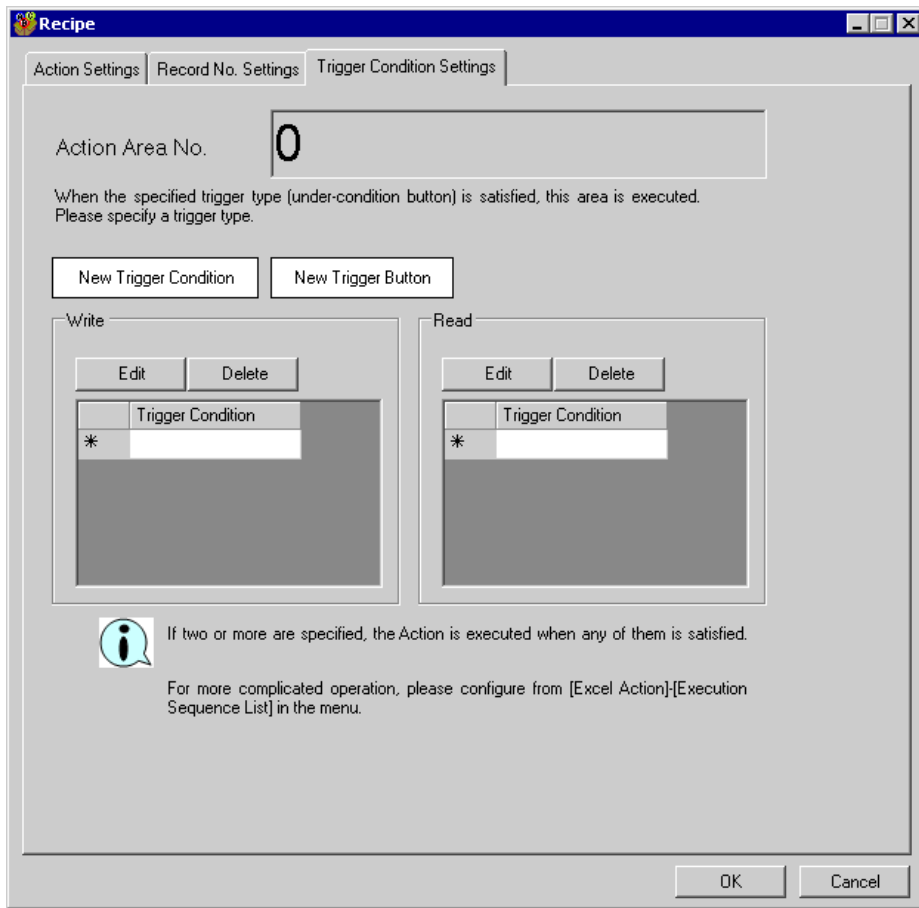 Recipe
Action Settings Record No. Settings Trigger Condition Settings
Action Area No. 0
When the specified trigger type (under-condition button) is satisfied, this area is executed.
Please specify a trigger type.
New Trigger Condition New Trigger Button
Write Read
Edit Delete Edit Delete
Trigger Condition Trigger Condition
* *
If two or more are specified, the Action is executed when any of them is satisfied.
For more complicated operation, please configure from [Excel Action]-[Execution
Sequence List] in the menu.
OK Cancel